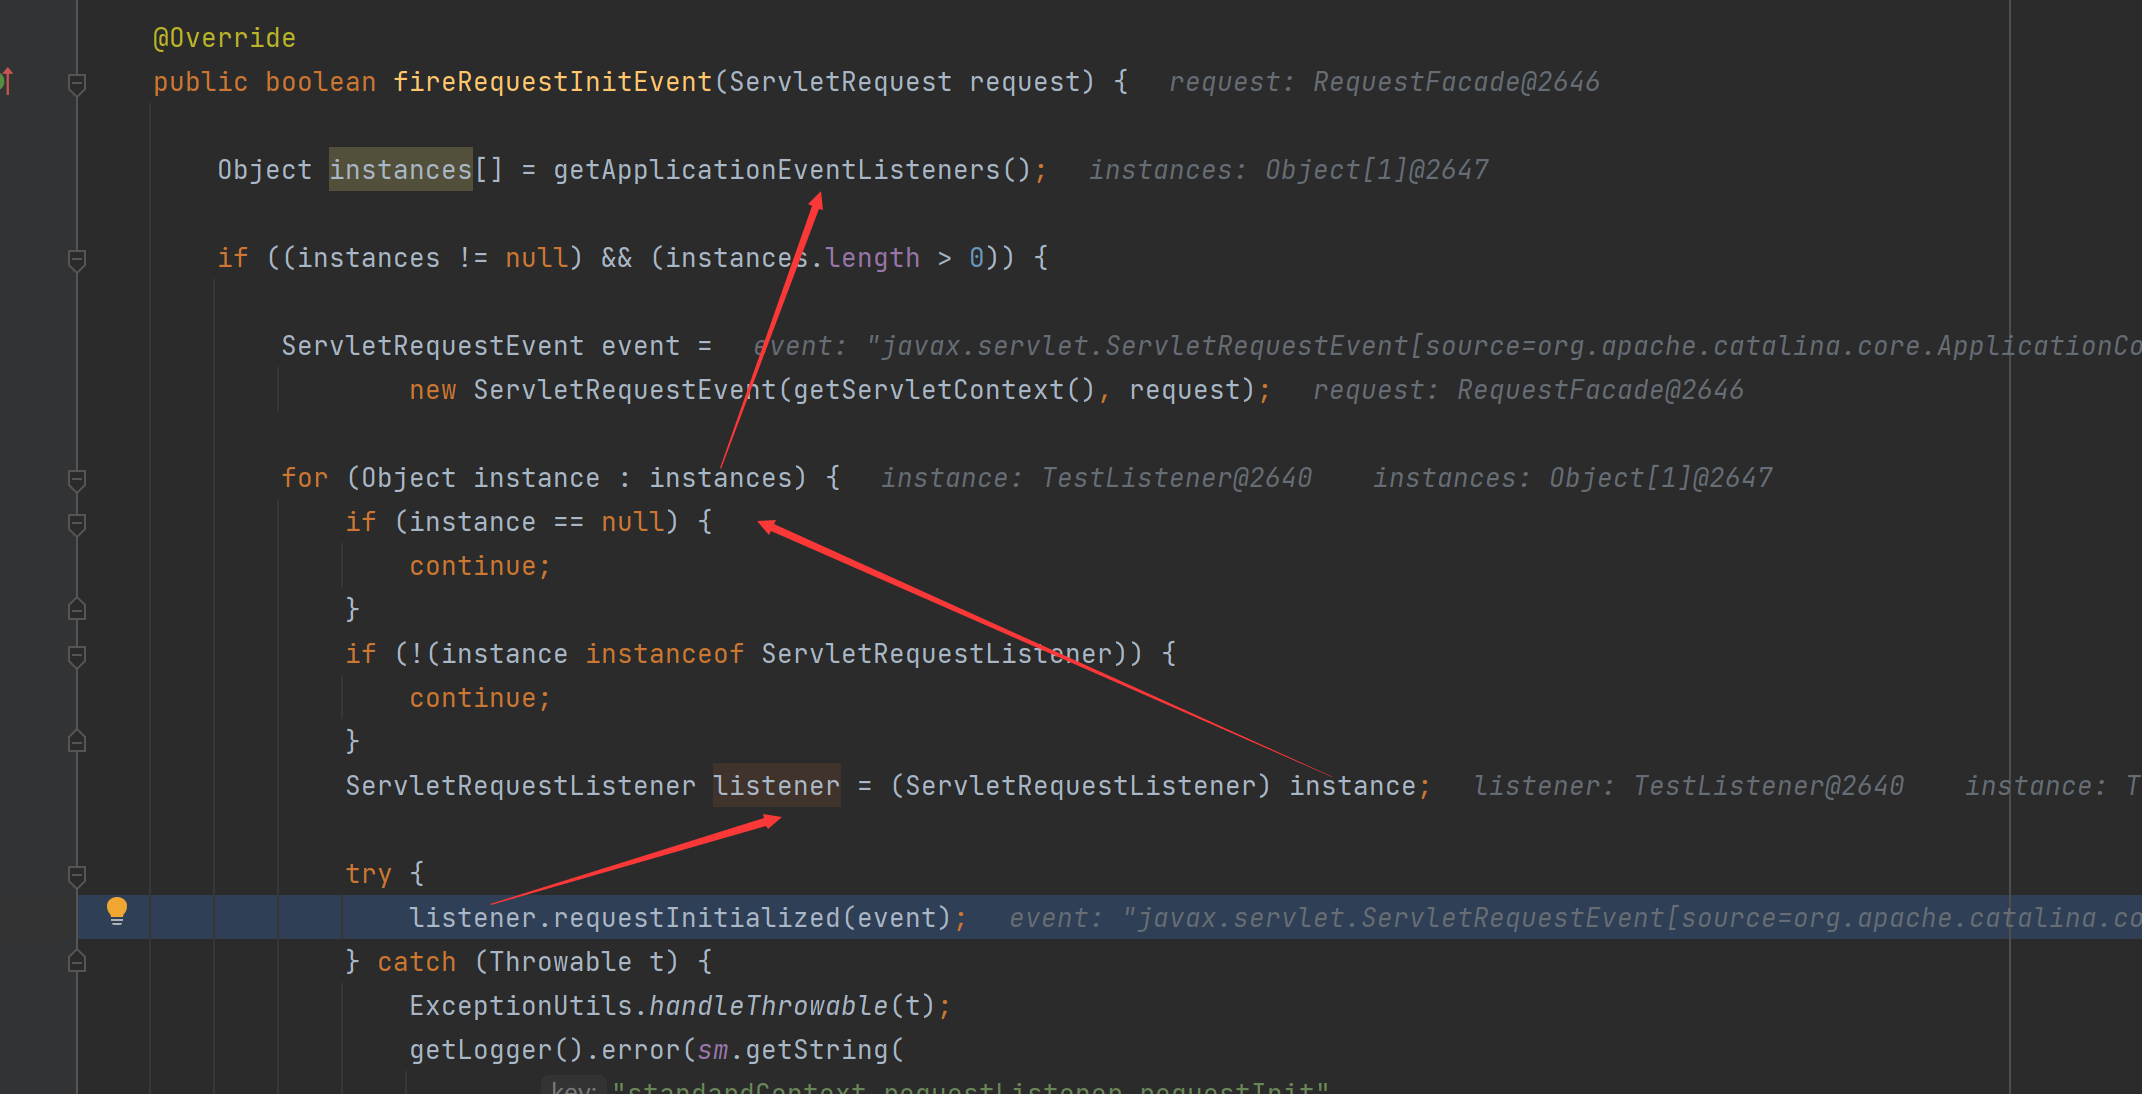 @Override
public boolean fireRequestInitEvent(ServletRequest request) {  request: RequestFacade@2646
Object instances[] = getApplicationEventListeners();  instances: Object[1]@2647
if ((instances != null) && (instances.length > 0)) {
ServletRequestEvent event =  event: "javax.servlet.ServletRequestEvent[source=org.apache.catalina.core.ApplicationCo
new ServletRequestEvent(getServletContext(), request);  request: RequestFacade@2646
for (Object instance : instances) {  instance: TestListener@2640  instances: Object[1]@2647
if (instance == null) {
continue;
}
if (!(instance instanceof ServletRequestListener)) {
continue;
}
ServletRequestListener listener = (ServletRequestListener) instance;  listener: TestListener@2640  instance: T
try {
listener.requestInitialized(event);  event: "javax.servlet.ServletRequestEvent[source=org.apache.catalina.co
} catch (Throwable t) {
ExceptionUtils.handleThrowable(t);
getLogger().error(sm.getString(
key: "standardContext.requestListener.requestInit"